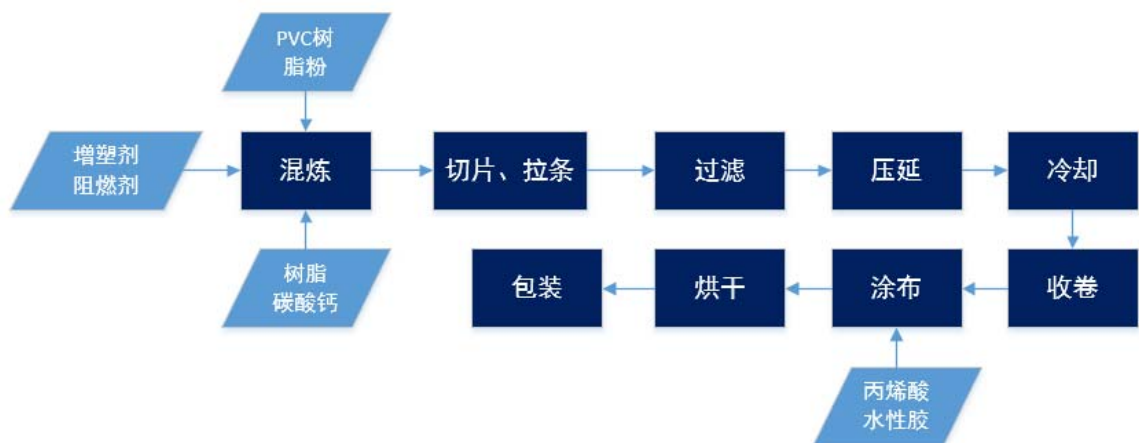 PVC树
脂粉
增塑剂
阻燃剂
混炼
切片、拉条
过滤
压延
冷却
树脂
碳酸钙
包装
烘干
涂布
收卷
丙烯酸
水性胶